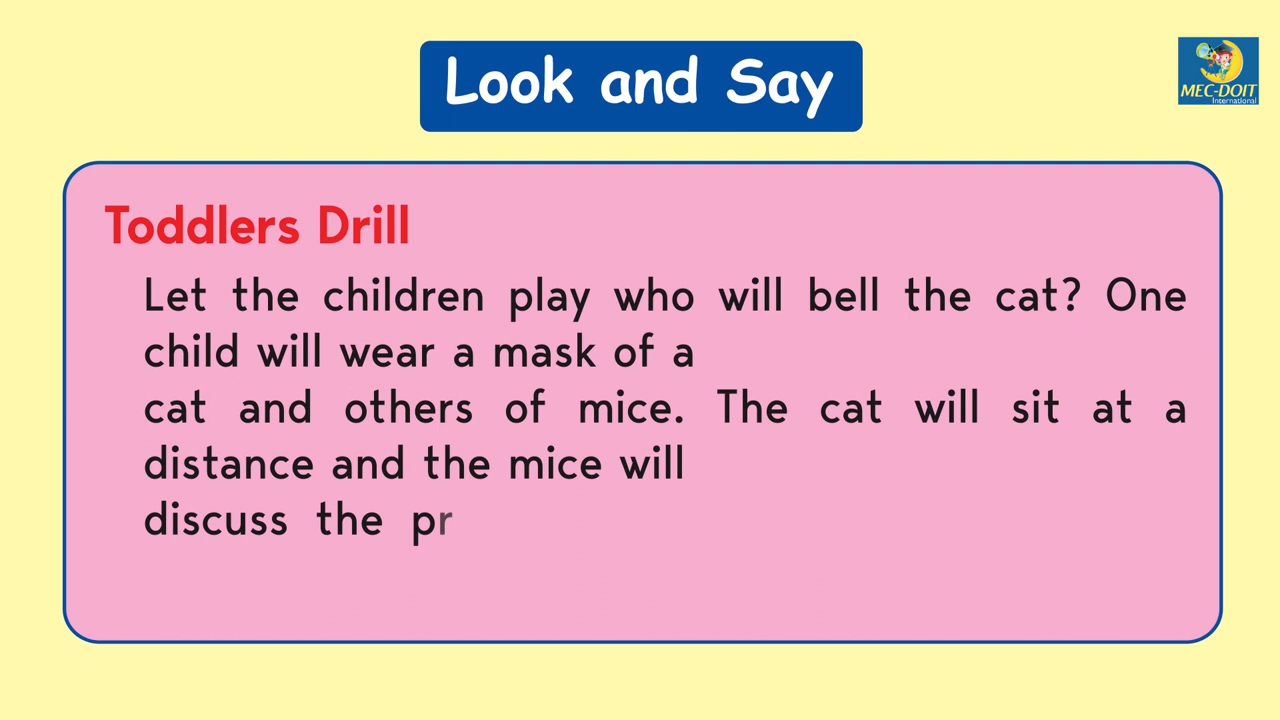 Look and Say
MEC-DOIT
International
Toddlers Drill
Let the children play who will bell the cat? One
child will wear a mask of a
cat and others of mice. The cat will sit at a
distance and the mice will
discuss the pr